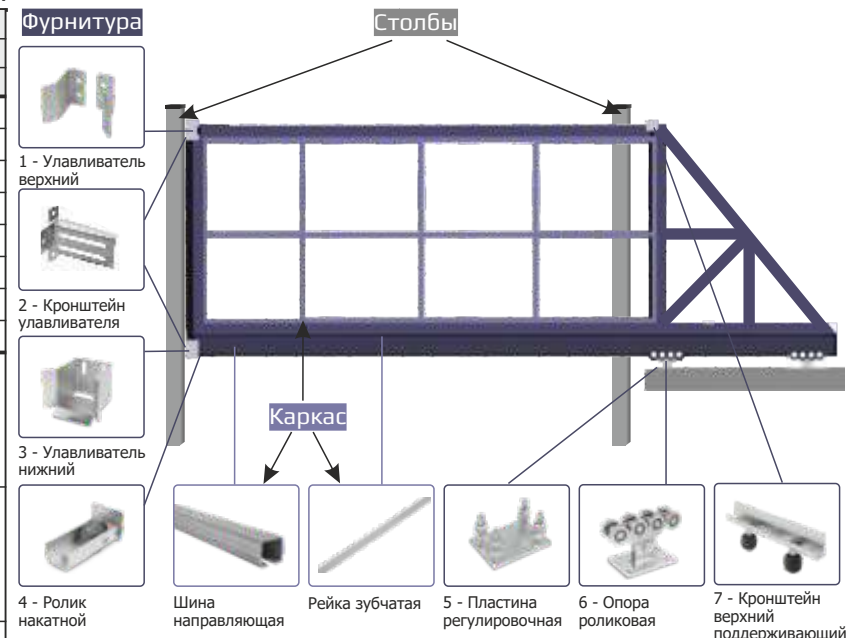 Фурнитура
Столбы
1 - Улавливатель
верхний
2 - Кронштейн
улавливателя
3 - Улавливатель
нижний
Каркас
4 - Ролик
накатной
Шина
направляющая
Рейка зубчатая
5 - Пластина
регулировочная
6 - Опора
роликовая
7 - Кронштейн
верхний
поддерживающий